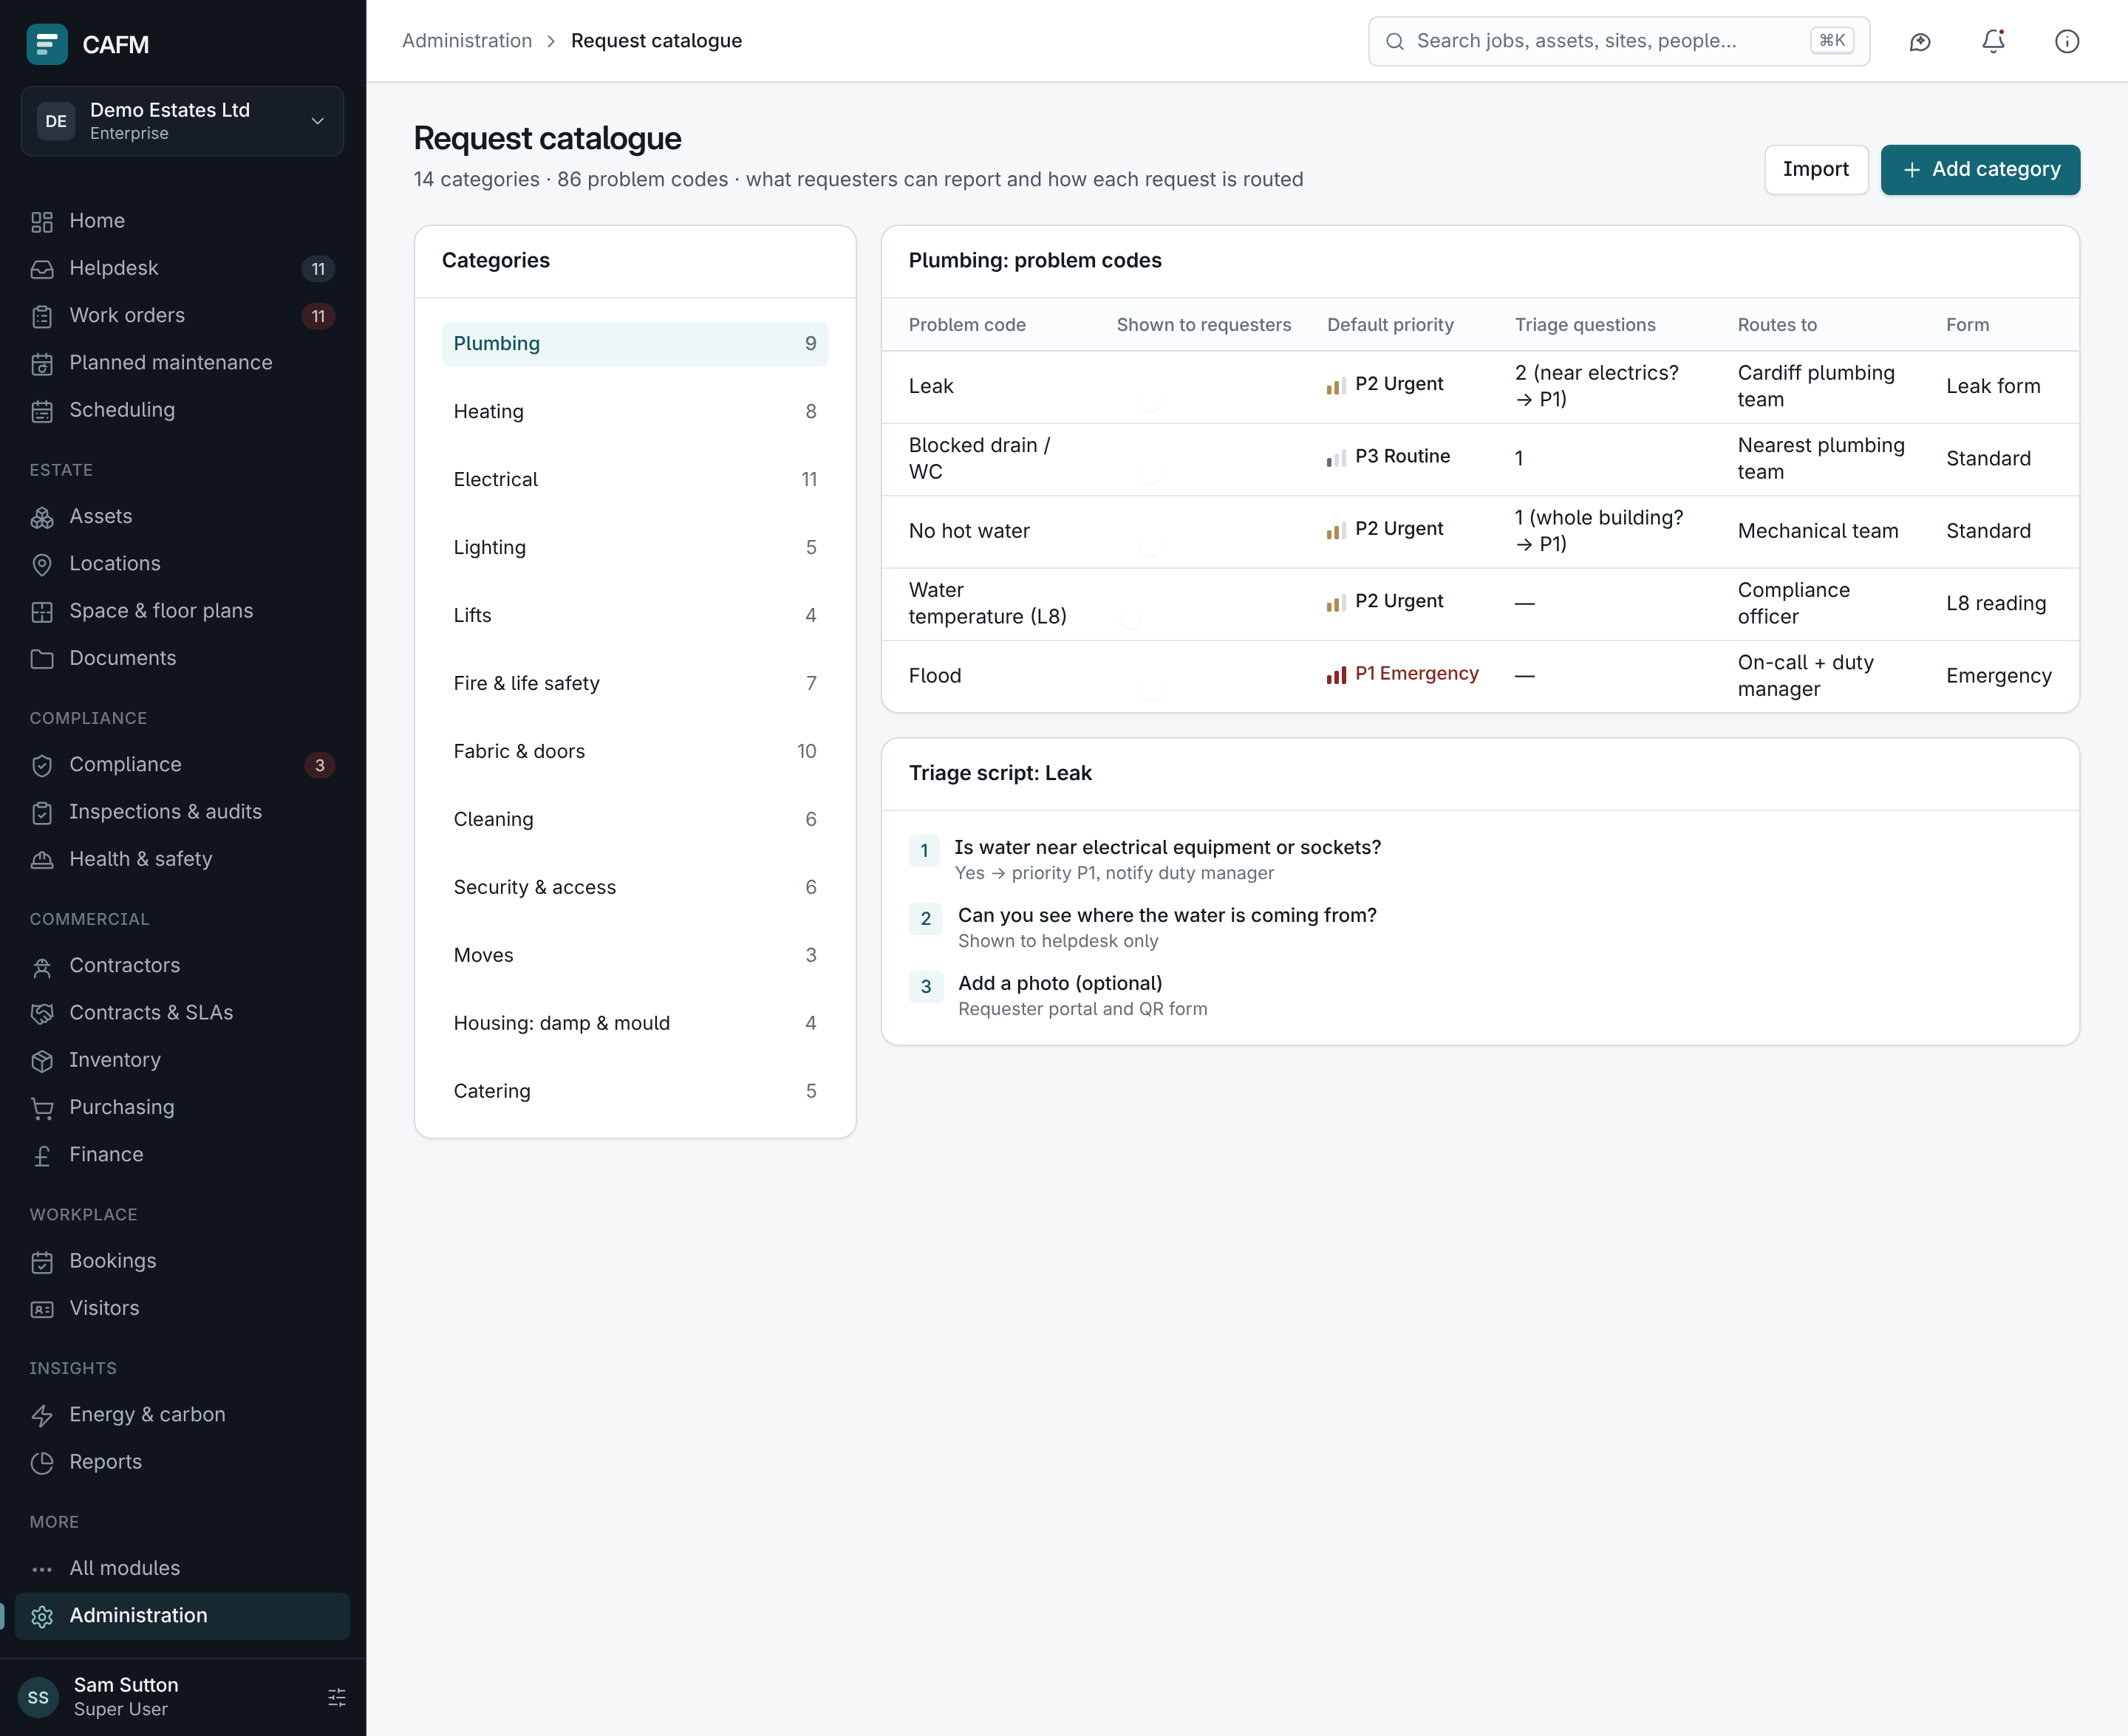 CAFM
DE
Demo Estates Ltd
Enterprise
Home
Helpdesk 11
Work orders 11
Planned maintenance
Scheduling
ESTATE
Assets
Locations
Space & floor plans
Documents
COMPLIANCE
Compliance 3
Inspections & audits
Health & safety
COMMERCIAL
Contractors
Contracts & SLAs
Inventory
Purchasing
Finance
WORKPLACE
Bookings
Visitors
INSIGHTS
Energy & carbon
Reports
MORE
All modules
Administration
SS
Sam Sutton
Super User
Administration > Request catalogue
Search jobs, assets, sites, people... ⌘K
Request catalogue
14 categories · 86 problem codes · what requesters can report and how each request is routed
Import
+ Add category
Categories
Plumbing 9
Heating 8
Electrical 11
Lighting 5
Lifts 4
Fire & life safety 7
Fabric & doors 10
Cleaning 6
Security & access 6
Moves 3
Housing: damp & mould 4
Catering 5
Plumbing: problem codes
Problem code Shown to requesters Default priority Triage questions Routes to Form
Leak P2 Urgent 2 (near electrics? → P1) Cardiff plumbing team Leak form
Blocked drain / WC P3 Routine 1 Nearest plumbing team Standard
No hot water P2 Urgent 1 (whole building? → P1) Mechanical team Standard
Water temperature (L8) P2 Urgent — Compliance officer L8 reading
Flood P1 Emergency — On-call + duty manager Emergency
Triage script: Leak
1 Is water near electrical equipment or sockets?
Yes → priority P1, notify duty manager
2 Can you see where the water is coming from?
Shown to helpdesk only
3 Add a photo (optional)
Requester portal and QR form